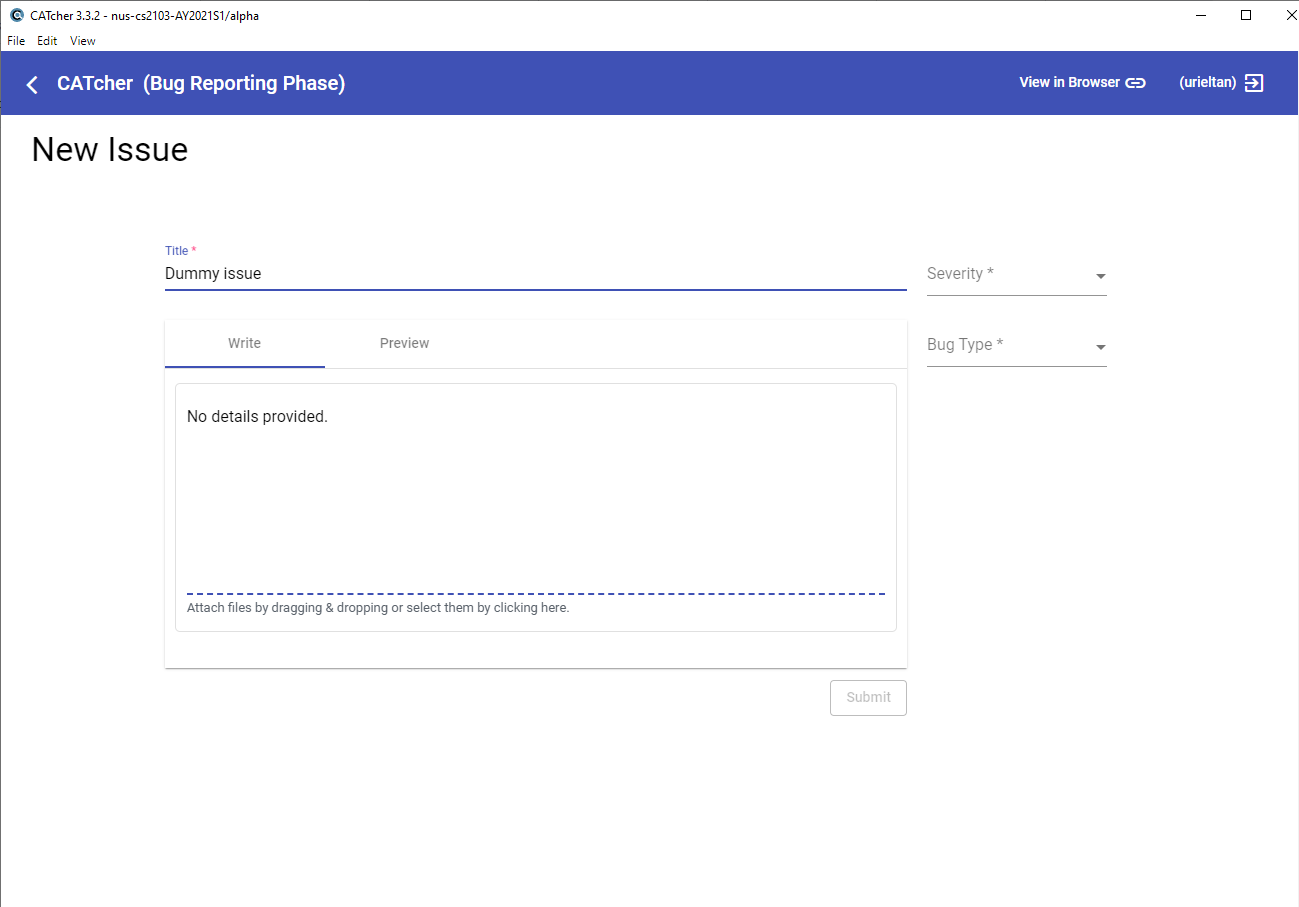 CATcher 3.3.2 - nus-cs2103-AY2021S1/alpha
File Edit View
CATcher (Bug Reporting Phase) View in Browser (urieltan)
New Issue
Title *
Dummy issue
Severity *
Write Preview
Bug Type *
No details provided.
Attach files by dragging & dropping or select them by clicking here.
Submit